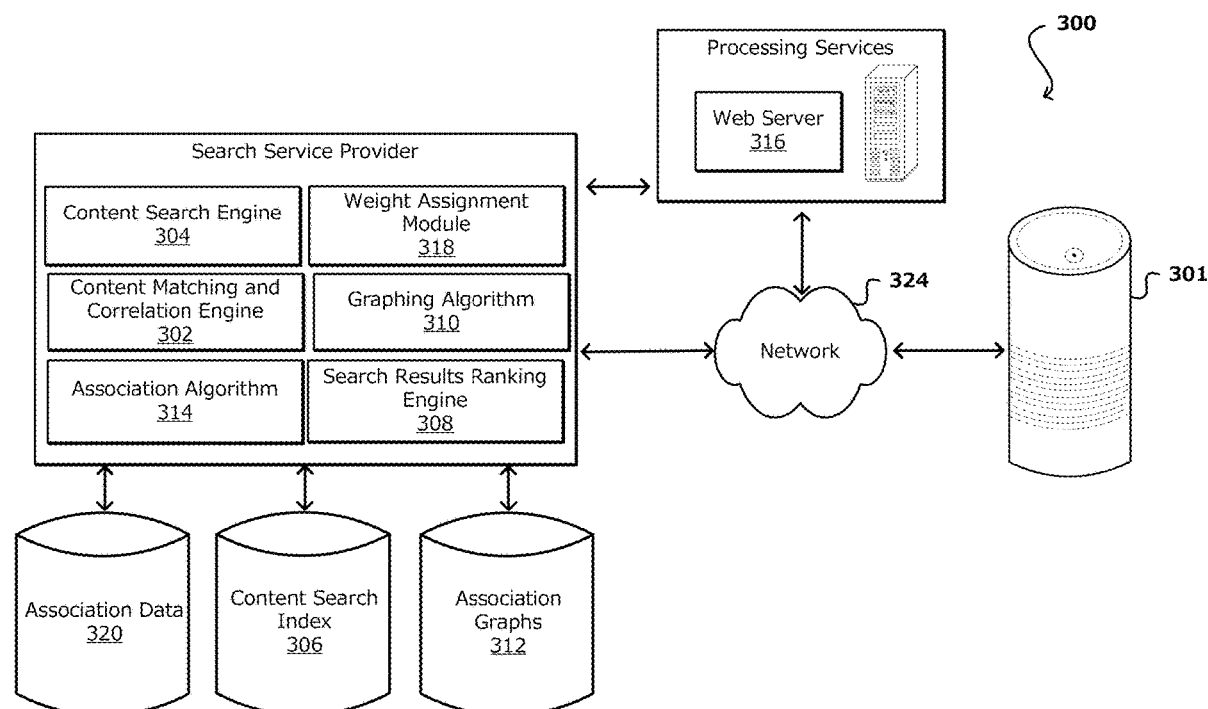 300
Processing Services
Web Server
316
Search Service Provider
Content Search Engine
304
Weight Assignment
Module
318
Content Matching and
Correlation Engine
302
Graphing Algorithm
310
Association Algorithm
314
Search Results Ranking
Engine
308
324
Network
301
Association Data
320
Content Search
Index
306
Association
Graphs
312